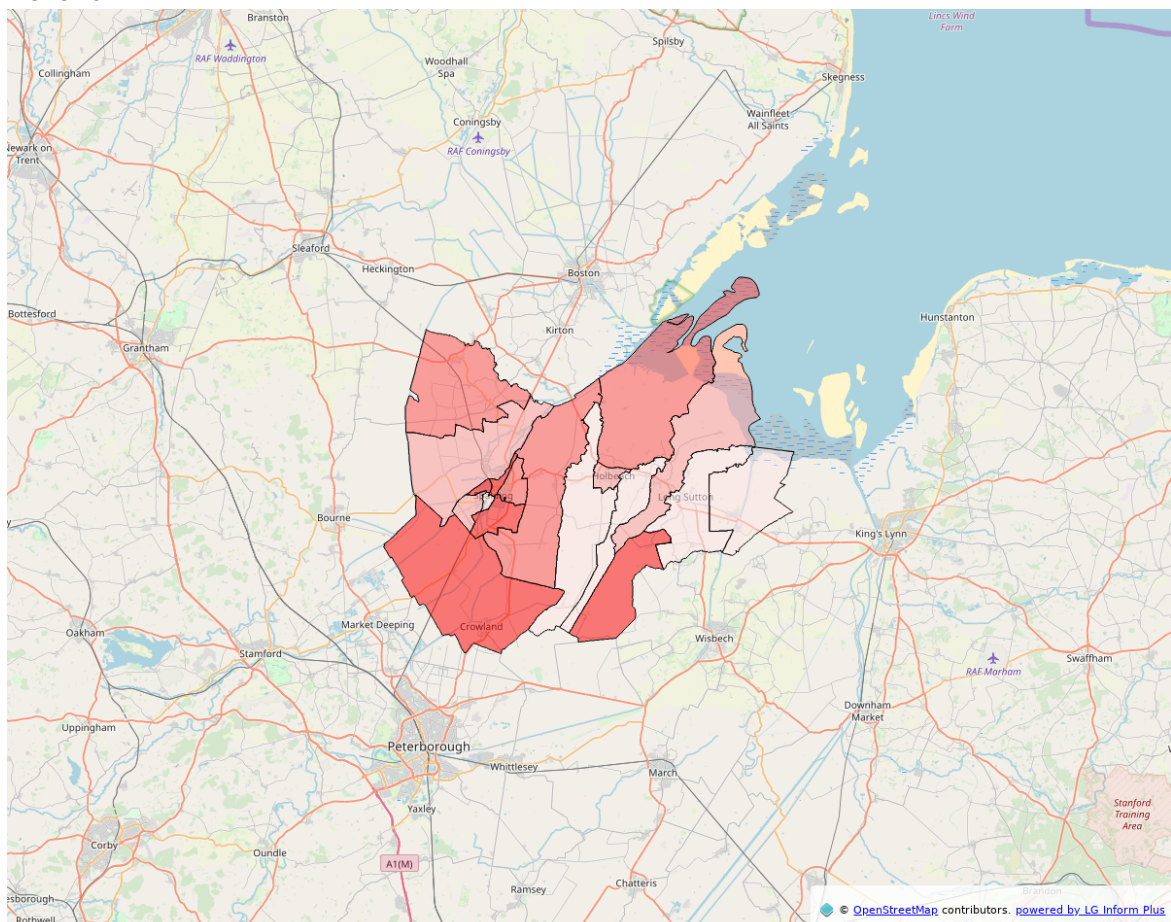 Branston
Lincs Wind
Farm
RAF Waddington
Spilsby
Collingham
Woodhall
Spa
Skegness
Wainfleet
All Saints
Coningsby
RAF Coningsby
Newark on
Trent
Sleaford
Heckington
Boston
Bottesford
Grantham
Kirton
Hunstanton
Holbeach
Spalding
Long Sutton
Bourne
King's Lynn
Market Deeping
Crowland
Oakham
Stamford
Wisbech
RAF Marham
Swaffham
Downham
Market
Uppingham
Peterborough
Whittlesey
March
Yaxley
Stanford
Training
Area
Corby
Oundle
A1(M)
Ramsey
Chatteris
Brandon
esborough
Rothwell
© OpenStreetMap contributors, powered by LG Inform Plus